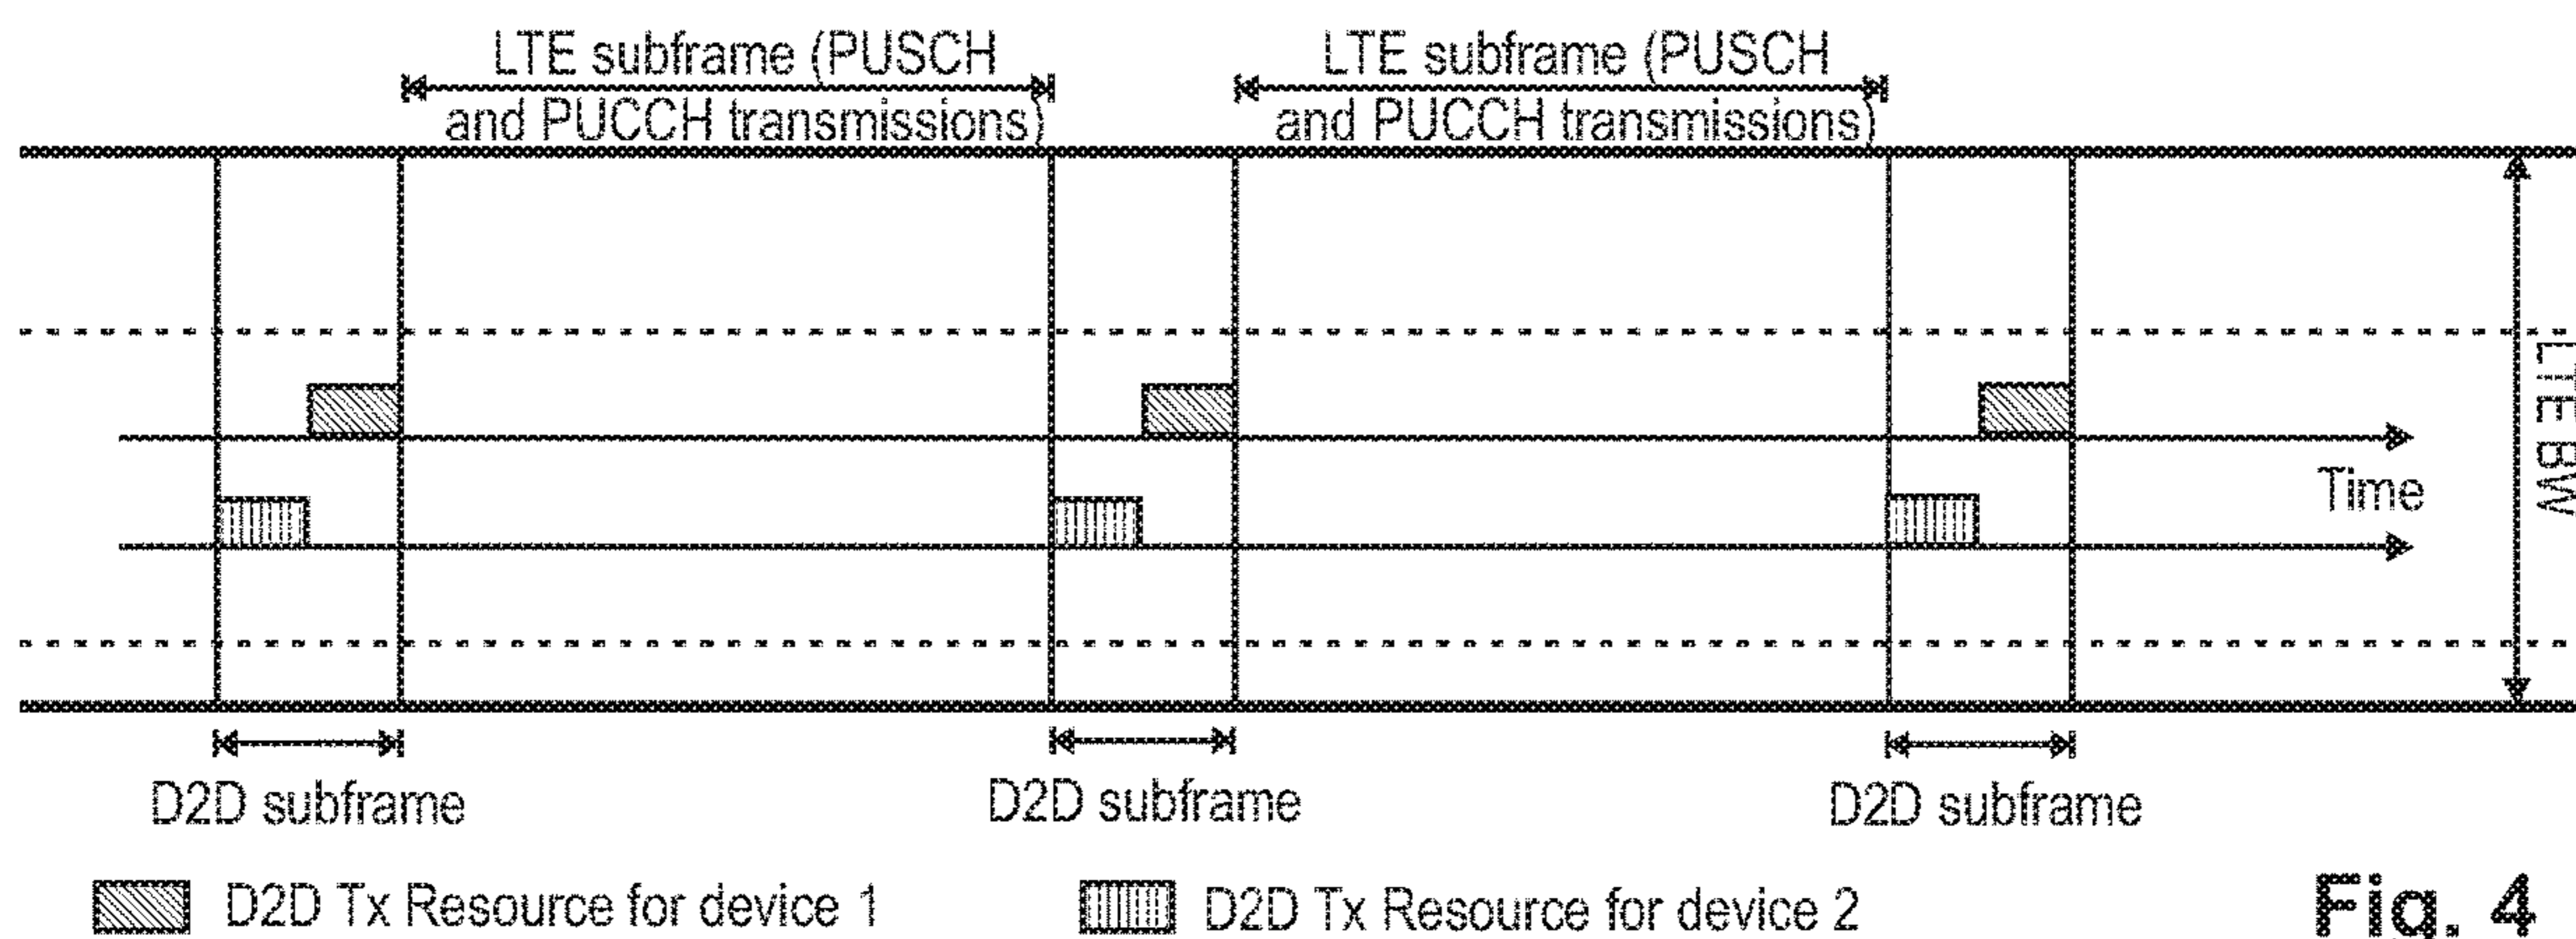 LTE subframe (PUSCH
and PUCCH transmissions)
LTE subframe (PUSCH
and PUCCH transmissions)
LTE BW
Time
D2D subframe
D2D subframe
D2D subframe
D2D Tx Resource for device 1
D2D Tx Resource for device 2
Fig. 4